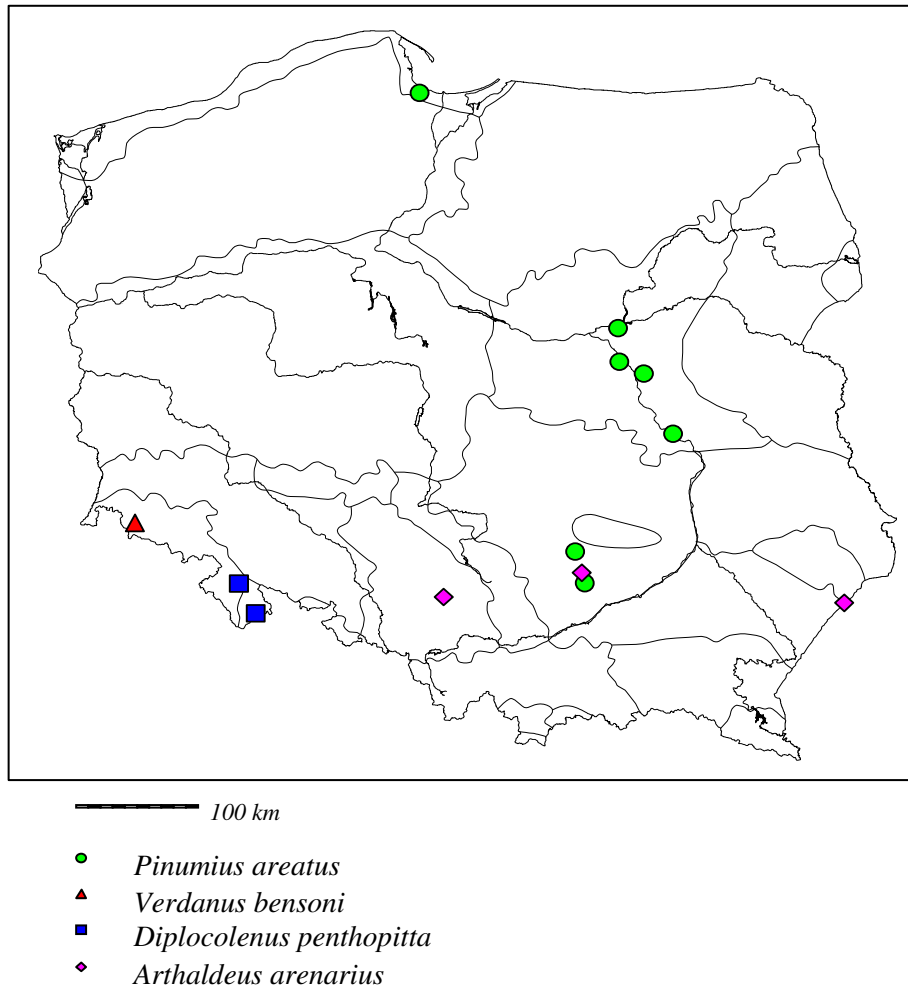 100 km
Pinumius areatus
Verdanus bensoni
Diplocolenus penthopitta
Arthaldeus arenarius